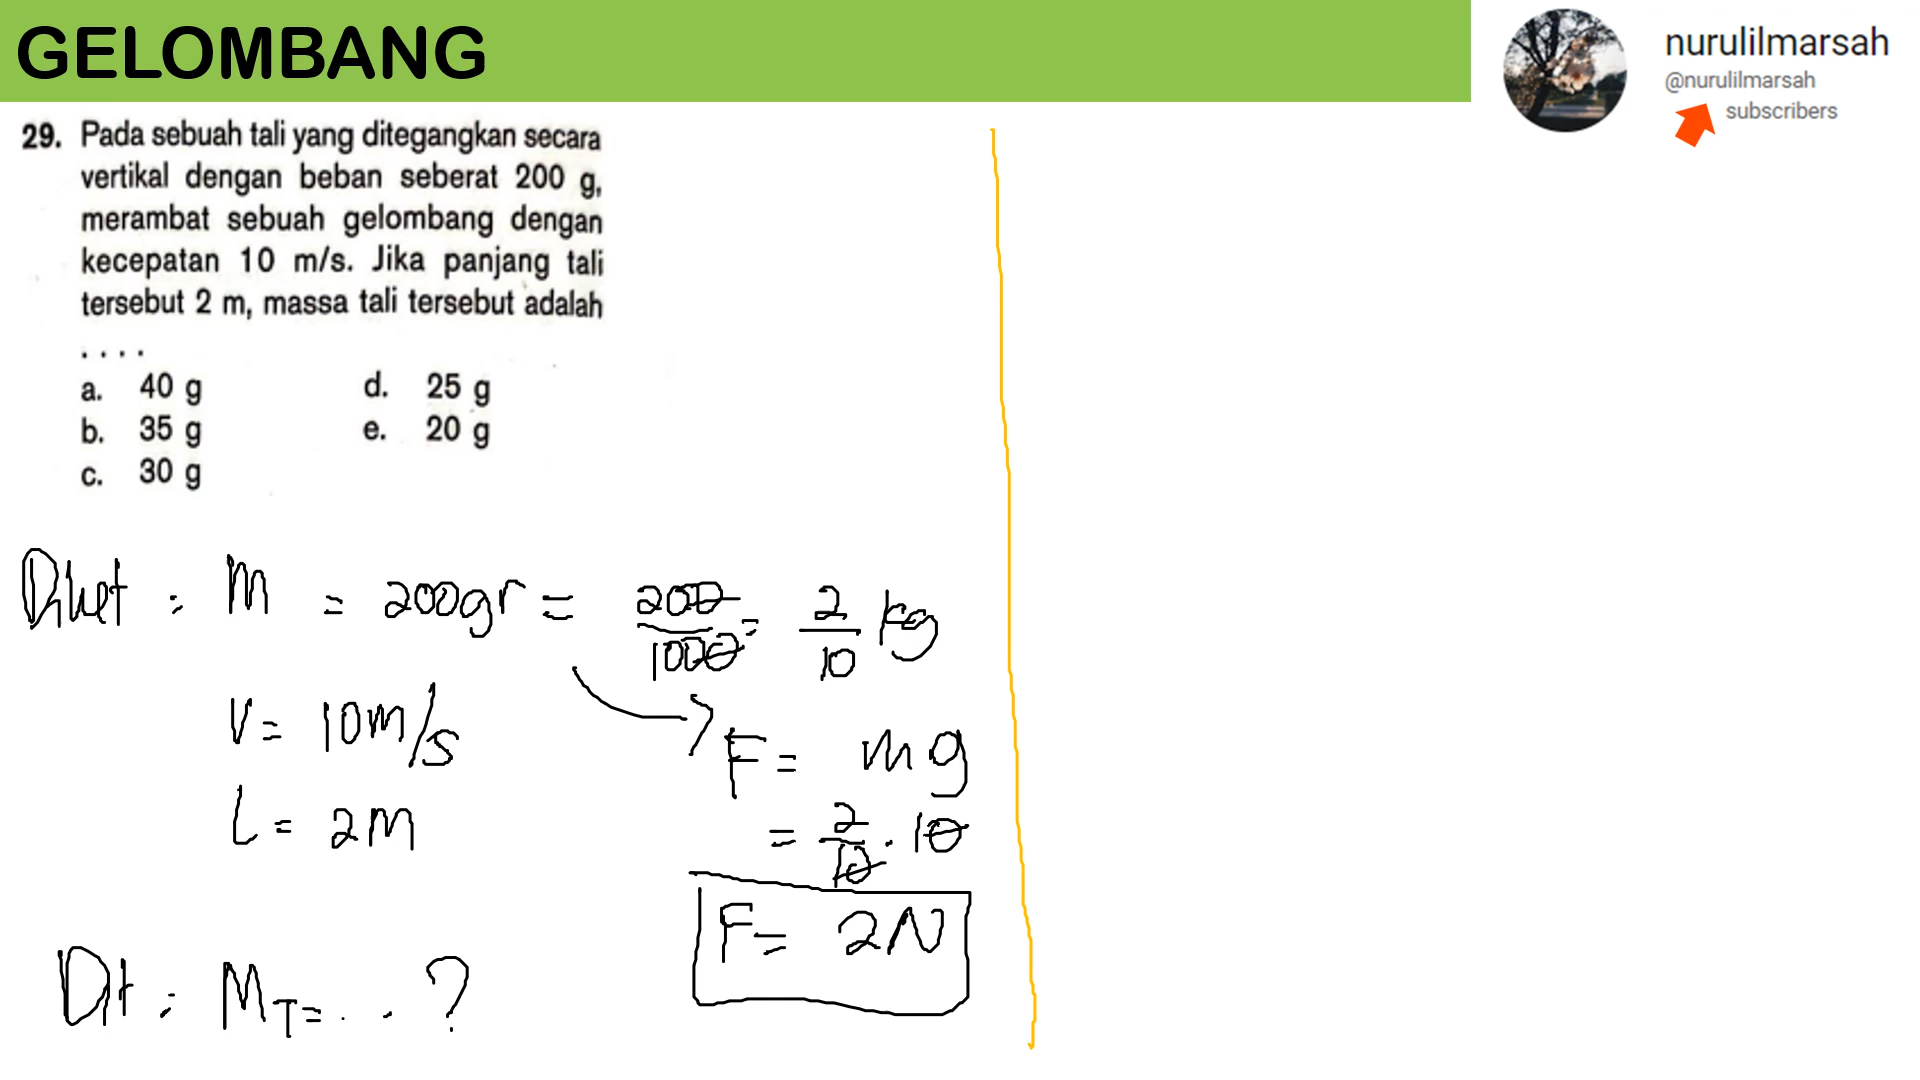 GELOMBANG
nurulilmarsah
@nurulilmarsah
subscribers
29. Pada sebuah tali yang ditegangkan secara
vertikal dengan beban seberat 200 g,
merambat sebuah gelombang dengan
kecepatan 10 m/s. Jika panjang tali
tersebut 2 m, massa tali tersebut adalah
. . . .
a. 40 g d. 25 g
b. 35 g e. 20 g
c. 30 g
Diket : m = 200gr = 200/1000 = 2/10 kg
V = 10m/s
L = 2m
F = mg
= 2/10 . 10
F = 2N
Dt : MT = . . . ?